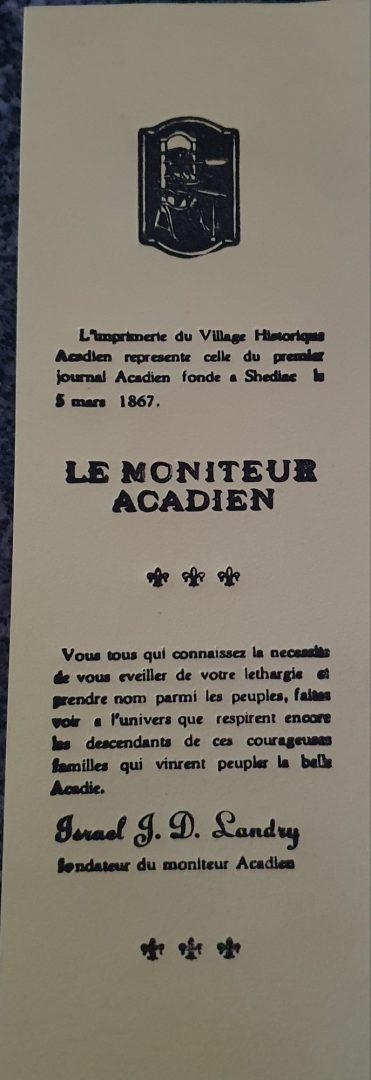 L'imprimerie du Village Historique
Acadien represente celle du premier
journal Acadien fonde a Shediac le
5 mars 1867.
LE MONITEUR
ACADIEN
Vous tous qui connaissez la necessite
de vous eveiller de votre lethargie et
prendre nom parmi les peuples, faites
voir a l'univers que respirent encore
les descendants de ces courageuses
familles qui vinrent peupler la belle
Acadie.
Israel J. D. Landry
fondateur du moniteur Acadien